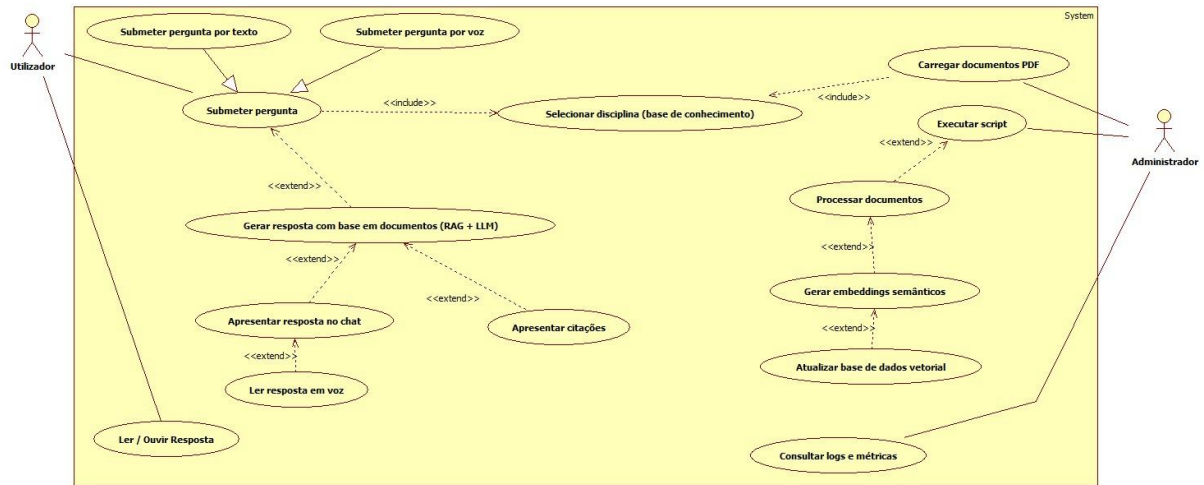 System
Submeter pergunta por texto
Submeter pergunta por voz
Utilizador
Carregar documentos PDF
<<include>>
<<include>>
Submeter pergunta
Selecionar disciplina (base de conhecimento)
Executar script
<<extend>>
Administrador
<<extend>>
Processar documentos
Gerar resposta com base em documentos (RAG + LLM)
<<extend>>
<<extend>>
Gerar embeddings semânticos
<<extend>>
Apresentar resposta no chat
Apresentar citações
<<extend>>
<<extend>>
Atualizar base de dados vetorial
Ler resposta em voz
Ler / Ouvir Resposta
Consultar logs e métricas